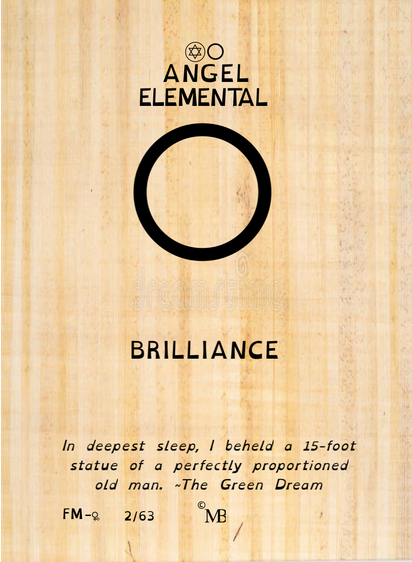 ANGEL
ELEMENTAL
BRILLIANCE
In deepest sleep, I beheld a 15-foot
statue of a perfectly proportioned
old man. ~The Green Dream
FM-♀ 2/63 © MB